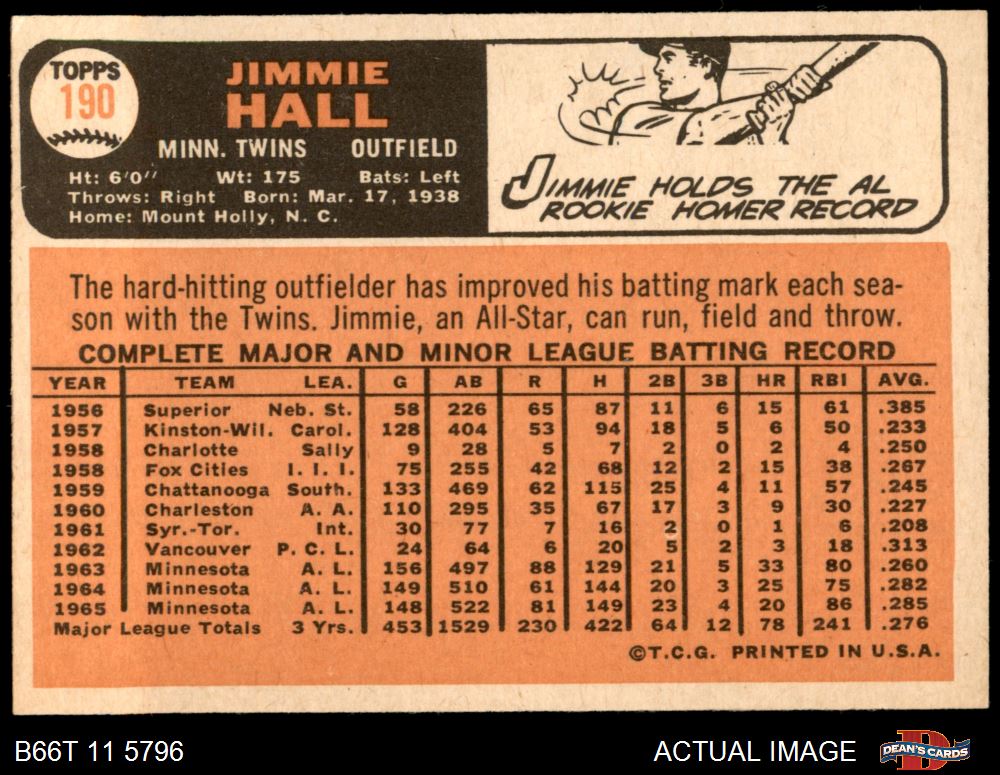 TOPPS
190
JIMMIE
HALL
MINN. TWINS OUTFIELD
Ht: 6'0" Wt: 175 Bats: Left
Throws: Right Born: Mar. 17, 1938
Home: Mount Holly, N. C.
JIMMIE HOLDS THE AL
ROOKIE HOMER RECORD
The hard-hitting outfielder has improved his batting mark each sea-
son with the Twins. Jimmie, an All-Star, can run, field and throw.
COMPLETE MAJOR AND MINOR LEAGUE BATTING RECORD
YEAR TEAM LEA. G AB R H 2B 3B HR RBI AVG.
1956 Superior Neb. St. 58 226 65 87 11 6 15 61 .385
1957 Kinston-Wil. Carol. 128 404 53 94 18 5 6 50 .233
1958 Charlotte Sally 9 28 5 7 2 0 2 4 .250
1958 Fox Cities I. I. I. 75 255 42 68 12 2 15 38 .267
1959 Chattanooga South. 133 469 62 115 25 4 11 57 .245
1960 Charleston A. A. 110 295 35 67 17 3 9 30 .227
1961 Syr.-Tor. Int. 30 77 7 16 2 0 1 6 .208
1962 Vancouver P. C. L. 24 64 6 20 5 2 3 18 .313
1963 Minnesota A. L. 156 497 88 129 21 5 33 80 .260
1964 Minnesota A. L. 149 510 61 144 20 3 25 75 .282
1965 Minnesota A. L. 148 522 81 149 23 4 20 86 .285
Major League Totals 3 Yrs. 453 1529 230 422 64 12 78 241 .276
©T.C.G. PRINTED IN U.S.A.
B66T 11 5796 ACTUAL IMAGE DEAN'S CARDS